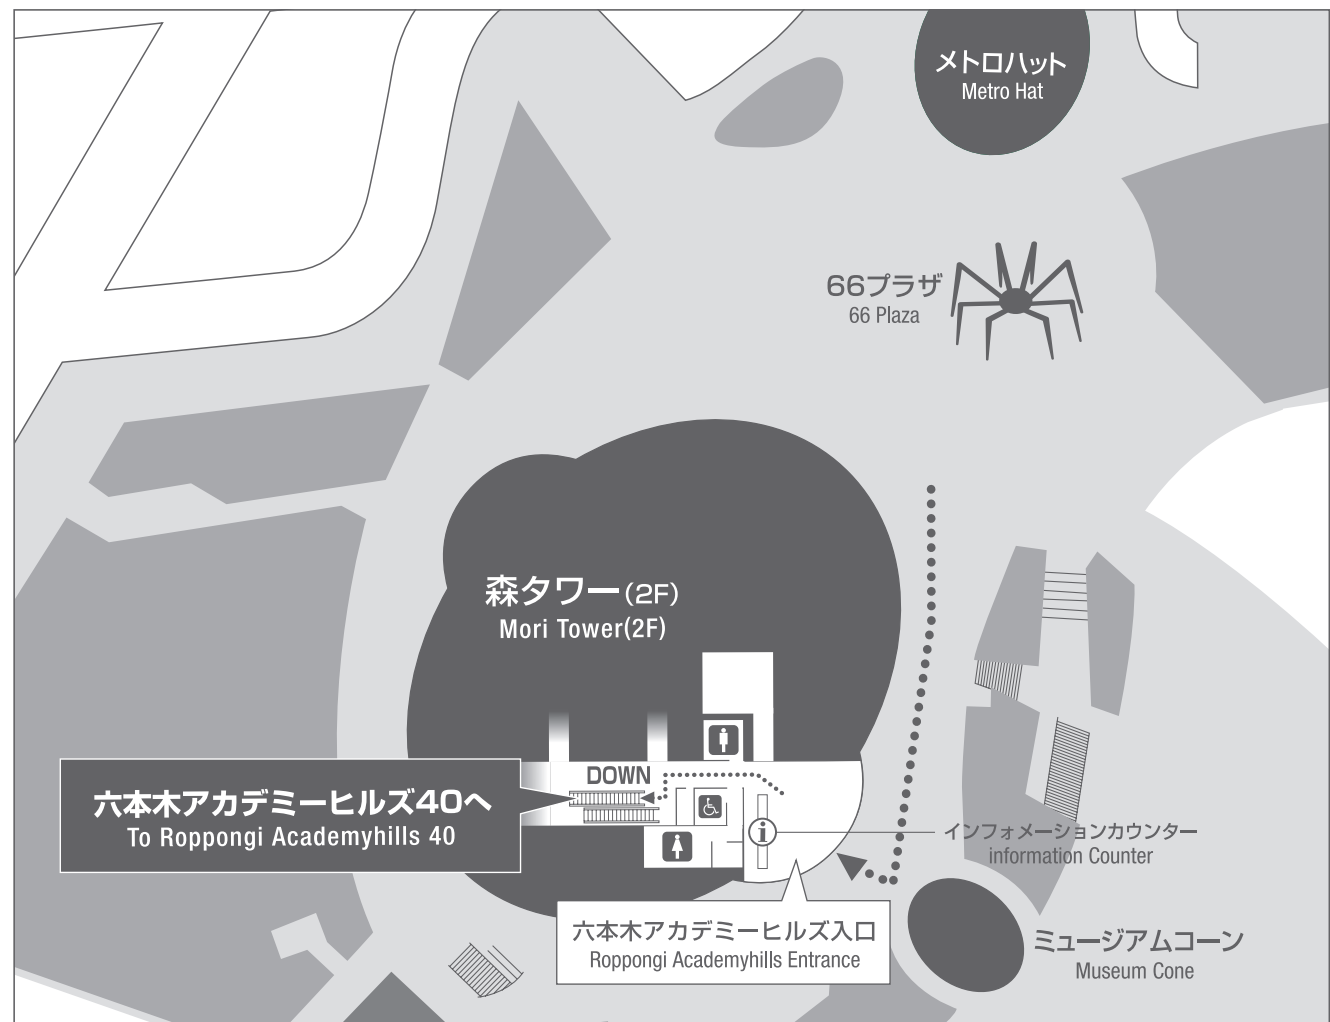 メトロハット
Metro Hat
66プラザ
66 Plaza
森タワー(2F)
Mori Tower(2F)
DOWN
六本木アカデミーヒルズ40へ
To Roppongi Academyhills 40
i
インフォメーションカウンター
information Counter
六本木アカデミーヒルズ入口
Roppongi Academyhills Entrance
ミュージアムコーン
Museum Cone